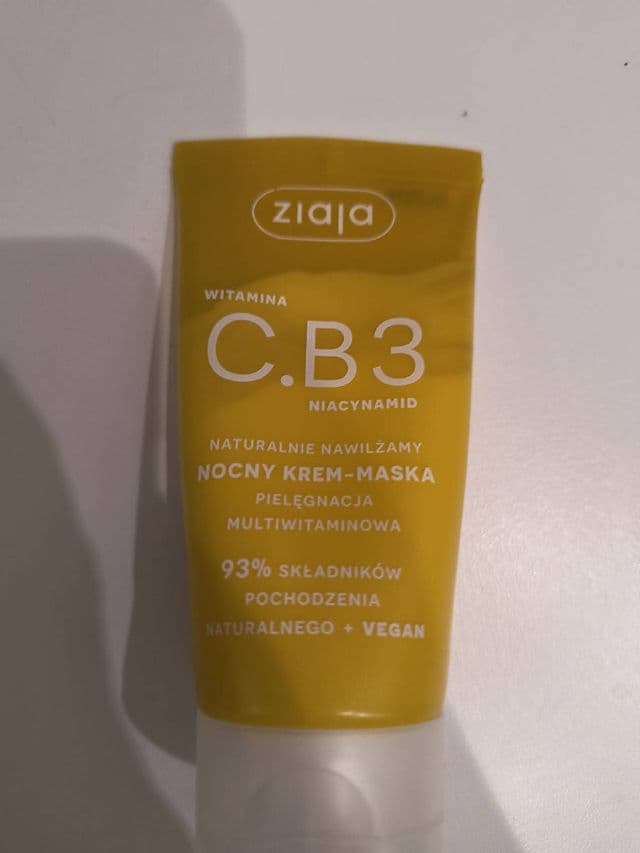 ziaja
WITAMINA
C.B3
NIACYNAMID
NATURALNIE NAWILŻAMY
NOCNY KREM-MASKA
PIELĘGNACJA
MULTIWITAMINOWA
93% SKŁADNIKÓW
POCHODZENIA
NATURALNEGO + VEGAN